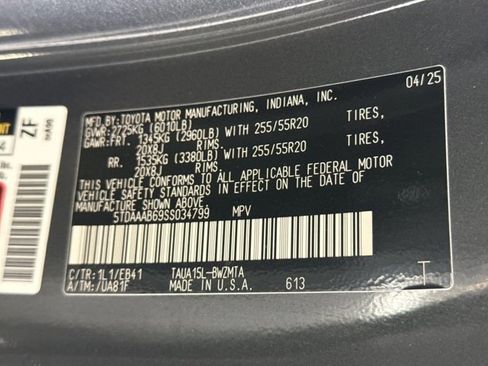 04/25
MFD. BY: TOYOTA MOTOR MANUFACTURING, INDIANA, INC.
GVWR: 2725KG (6010LB)
GAWR: FRT. 1345KG (2960LB) WITH 255/55R20 TIRES,
20X8J RIMS.
RR. 1535KG (3380LB) WITH 255/55R20 TIRES,
20X8J RIMS.
THIS VEHICLE CONFORMS TO ALL APPLICABLE FEDERAL MOTOR
VEHICLE SAFETY STANDARDS IN EFFECT ON THE DATE OF
MANUFACTURE SHOWN ABOVE.
5TDAAAB69SS034799 MPV
C/TR: 1L1/EB41 TAUA15L-BWZMTA
A/TM: /UA81F MADE IN U.S.A. 613 T
ZF